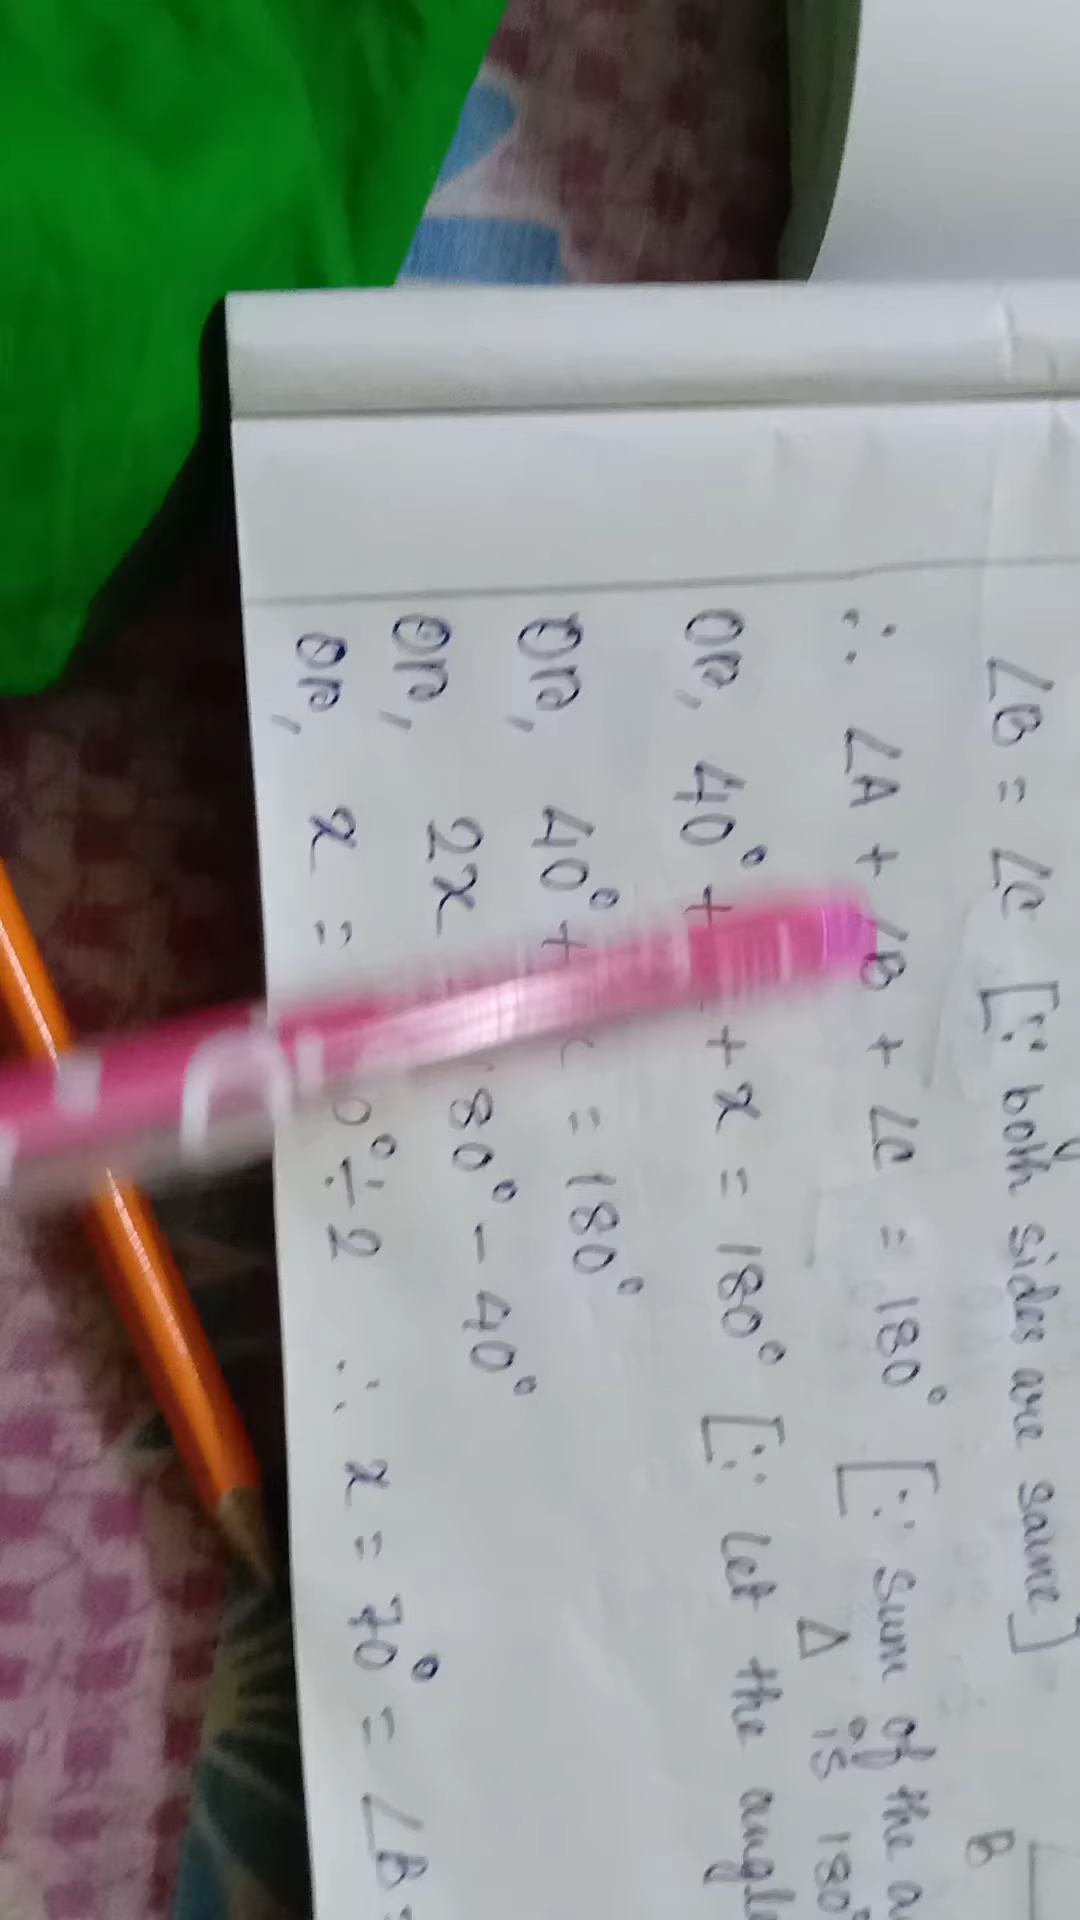 ∠B = ∠C [∵ both sides are same]
B
∴ ∠A + ∠B + ∠C = 180° [∵ sum of the
Δ is 180°
or, 40° + + x = 180° [∵ Let the
or, 40° + = 180°
or, 2x 80° - 40°
or, x = 0° ÷ 2 ∴ x = 70° = ∠B =